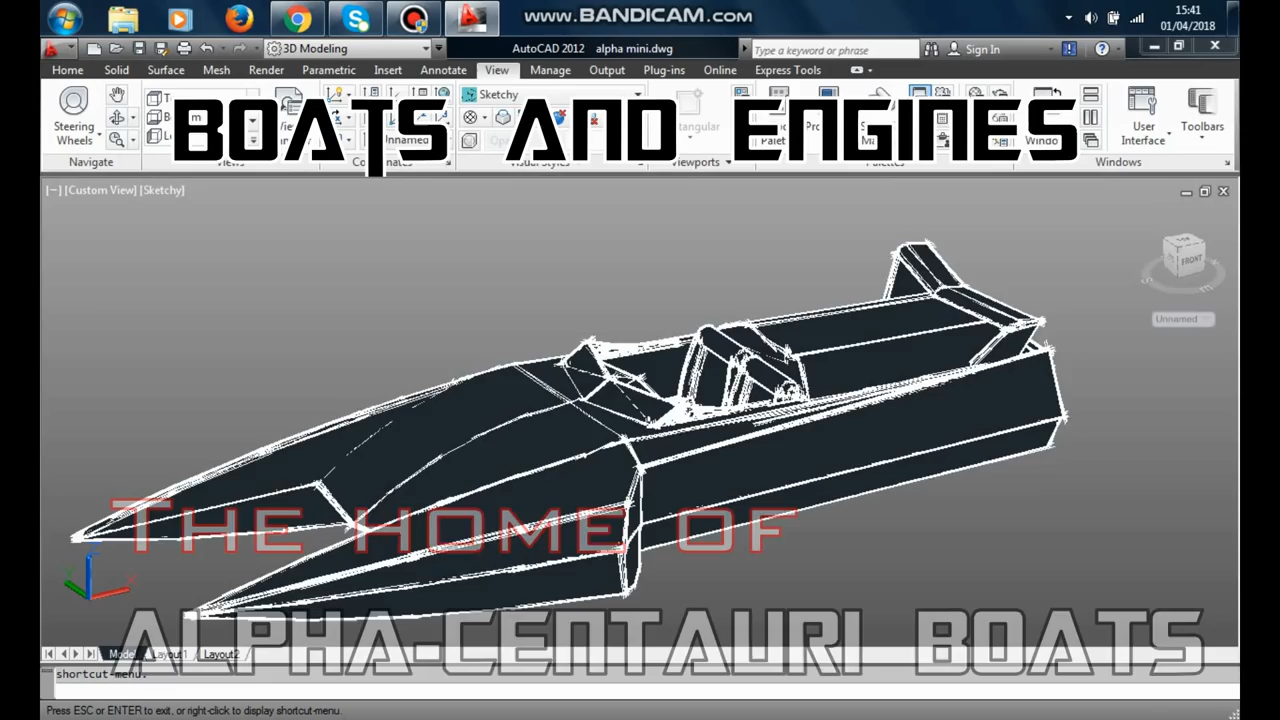 www.BANDICAM.com
15:41
01/04/2018
3D Modeling
AutoCAD 2012 alpha mini.dwg
Type a keyword or phrase
Sign In
Home Solid Surface Mesh Render Parametric Insert Annotate View Manage Output Plug-ins Online Express Tools
Sketchy
BOATS AND ENGINES
Steering
Wheels
Unnamed
User
Interface
Toolbars
Navigate
Viewports
Windows
[−] [Custom View] [Sketchy]
TOP
FRONT
Unnamed
THE HOME OF
ALPHA-CENTAURI BOATS
Model Layout1 Layout2
shortcut-menu.
Press ESC or ENTER to exit, or right-click to display shortcut-menu.